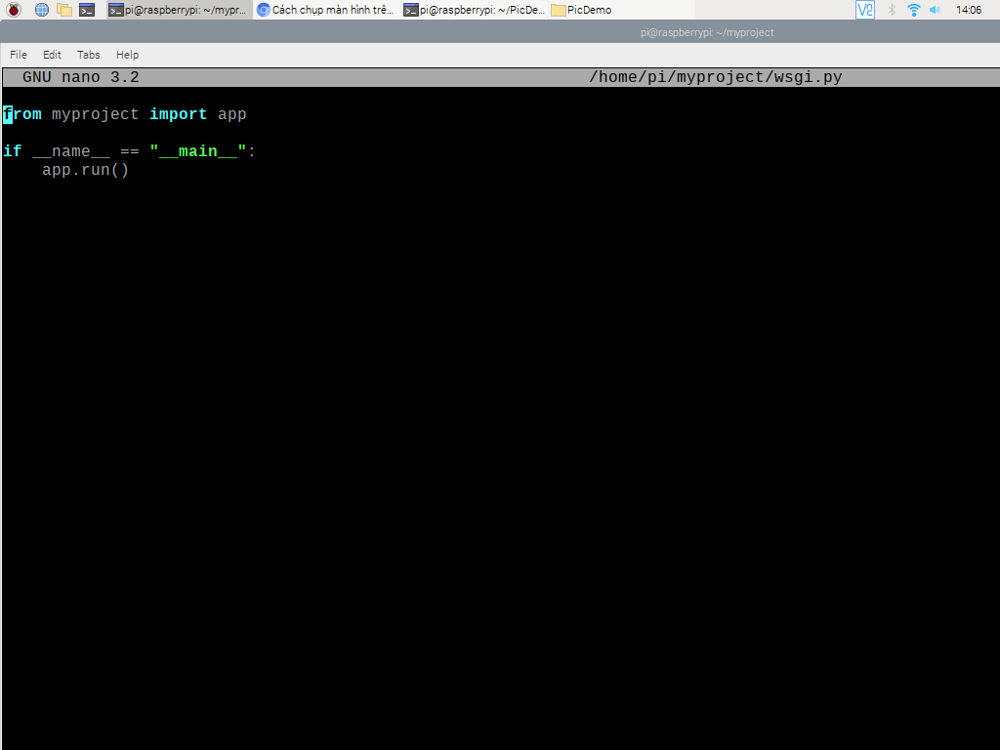 pi@raspberrypi: ~/mypr...
Cách chụp màn hình trê...
pi@raspberrypi: ~/PicDe...
PicDemo
14:06
pi@raspberrypi: ~/myproject
File Edit Tabs Help
GNU nano 3.2 /home/pi/myproject/wsgi.py
from myproject import app
if __name__ == "__main__":
    app.run()